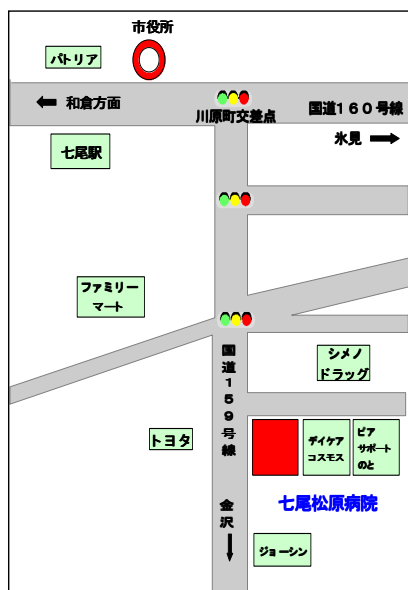 市役所
パトリア
和倉方面
国道１６０号線
川原町交差点
氷見
七尾駅
ファミリー
マート
国道１５９号線
シメノ
ドラッグ
トヨタ
デイケア
コスモス
ピア
サポート
のと
七尾松原病院
金沢
ジョーシン